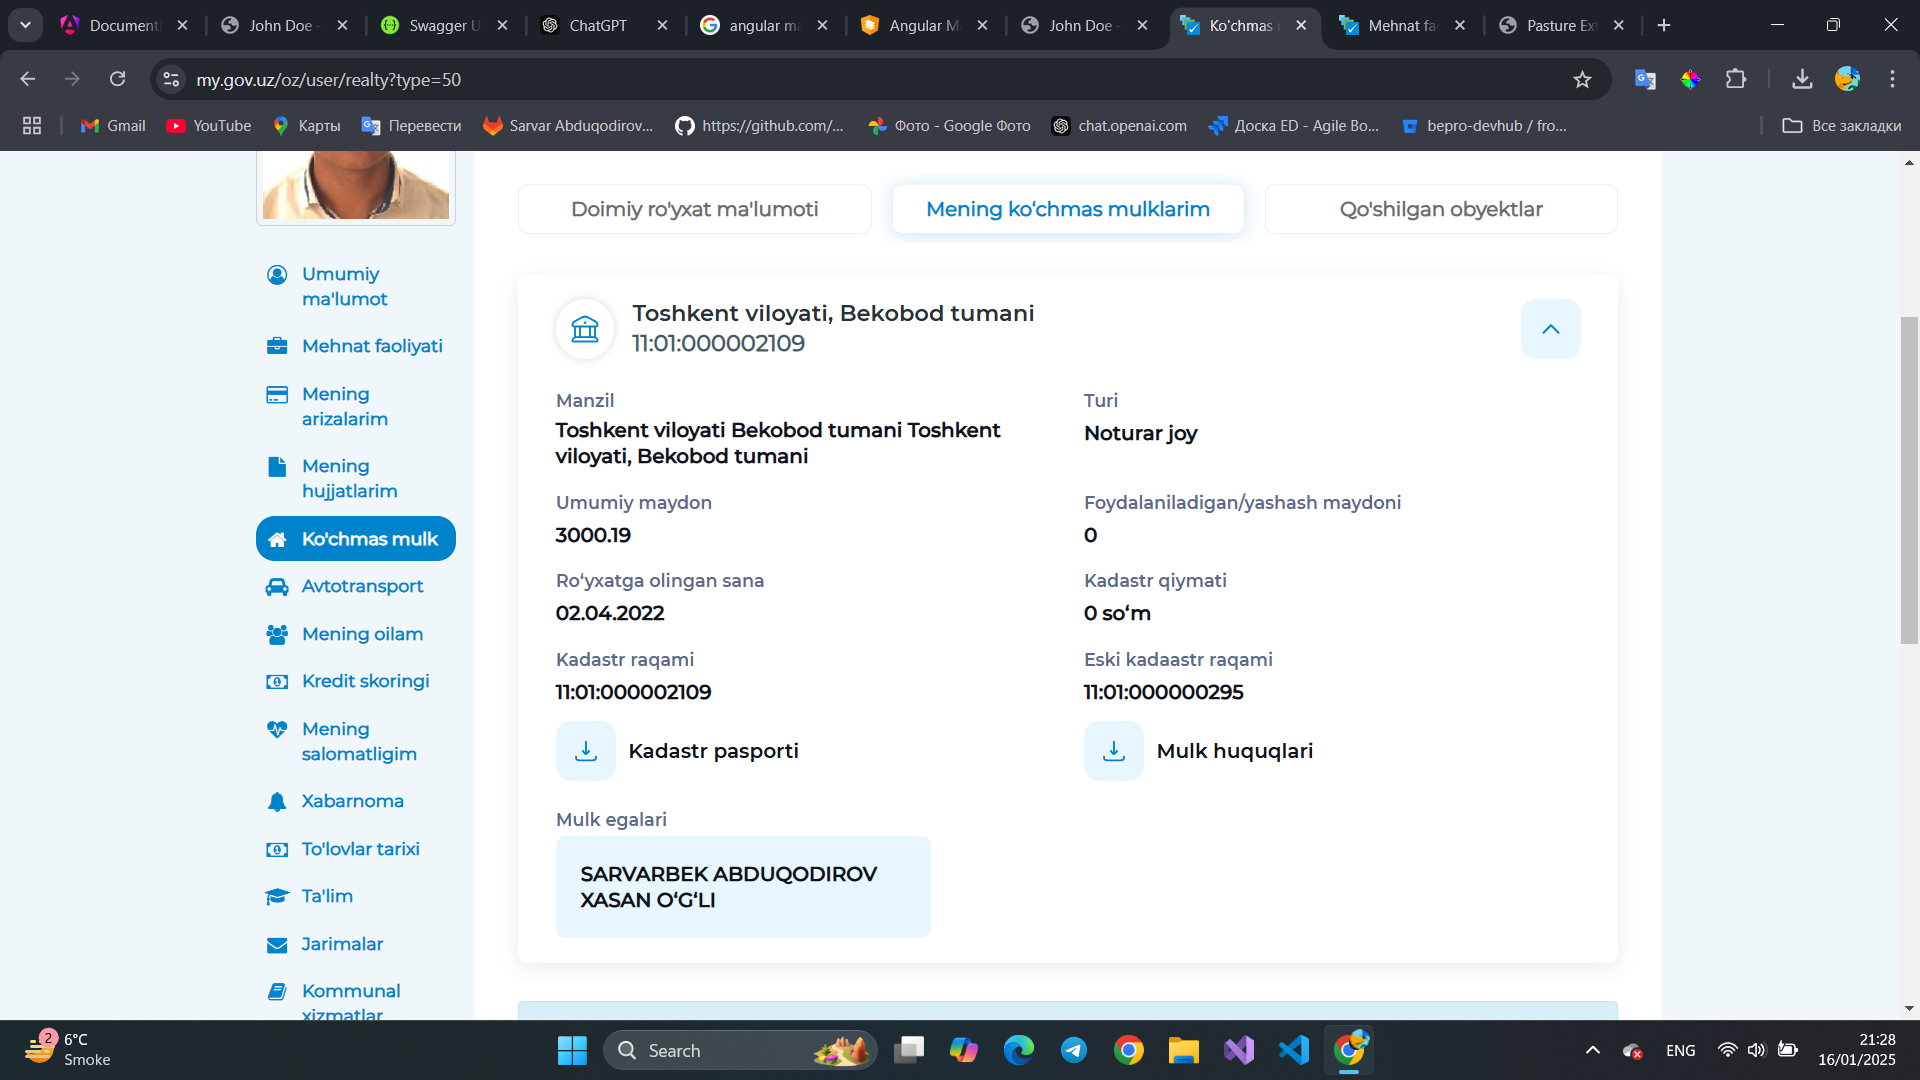 Document
John Doe -
Swagger U
ChatGPT
angular ma
Angular M
John Doe -
Ko'chmas
Mehnat fa
Pasture Ex
my.gov.uz/oz/user/realty?type=50
Gmail
YouTube
Карты
Перевести
Sarvar Abduqodirov...
https://github.com/...
Фото - Google Фото
chat.openai.com
Доска ED - Agile Bo...
bepro-devhub / fro...
Все закладки
Umumiy
ma'lumot
Mehnat faoliyati
Mening
arizalarim
Mening
hujjatlarim
Ko'chmas mulk
Avtotransport
Mening oilam
Kredit skoringi
Mening
salomatligim
Xabarnoma
To'lovlar tarixi
Ta'lim
Jarimalar
Kommunal
xizmatlar
Doimiy ro'yxat ma'lumoti
Mening ko‘chmas mulklarim
Qo'shilgan obyektlar
Toshkent viloyati, Bekobod tumani
11:01:000002109
Manzil
Toshkent viloyati Bekobod tumani Toshkent
viloyati, Bekobod tumani
Turi
Noturar joy
Umumiy maydon
3000.19
Foydalaniladigan/yashash maydoni
0
Ro‘yxatga olingan sana
02.04.2022
Kadastr qiymati
0 so‘m
Kadastr raqami
11:01:000002109
Eski kadaastr raqami
11:01:000000295
Kadastr pasporti
Mulk huquqlari
Mulk egalari
SARVARBEK ABDUQODIROV
XASAN O‘G‘LI
2
6°C
Smoke
Search
ENG
21:28
16/01/2025